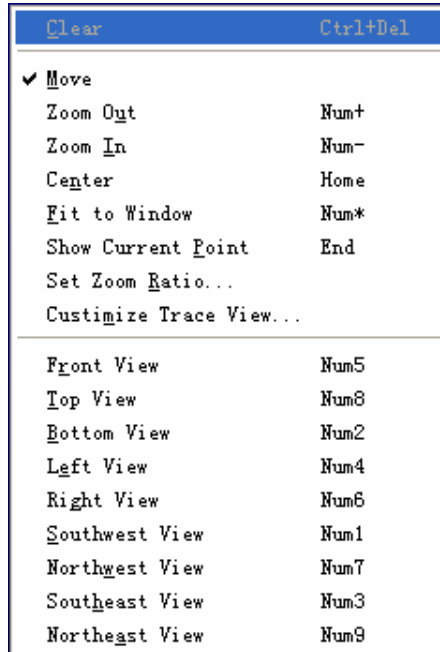 Clear Ctrl+Del
Move
Zoom Out Num+
Zoom In Num-
Center Home
Fit to Window Num*
Show Current Point End
Set Zoom Ratio...
Custimize Trace View...
Front View Num5
Top View Num8
Bottom View Num2
Left View Num4
Right View Num6
Southwest View Num1
Northwest View Num7
Southeast View Num3
Northeast View Num9